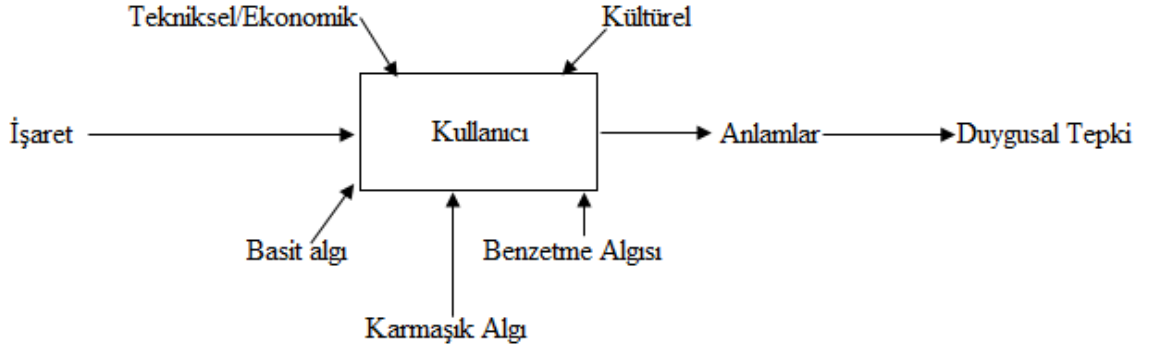 Tekniksel/Ekonomik
Kültürel
İşaret
Kullanıcı
Anlamlar
Duygusal Tepki
Basit algı
Benzetme Algısı
Karmaşık Algı